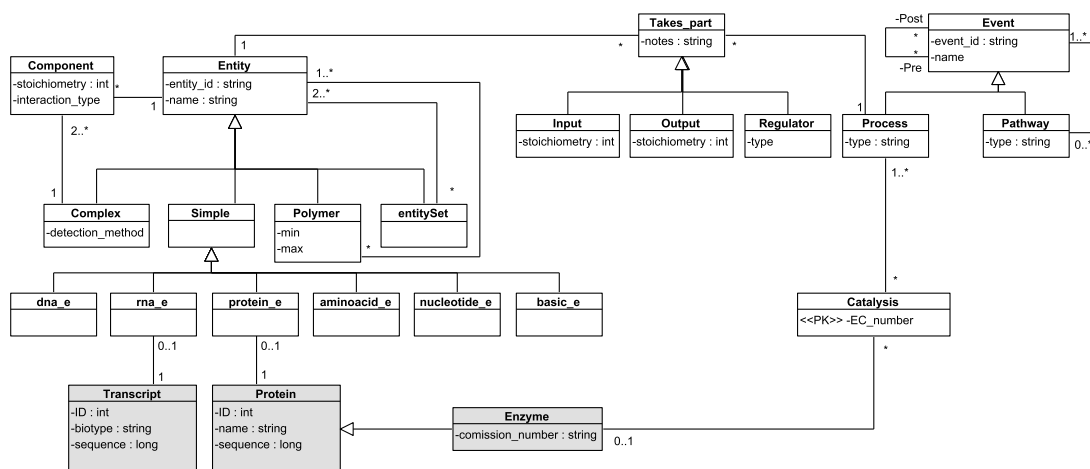 Takes_part
-notes : string
-Post
*
*
-Pre
Event
-event_id : string
-name
1..*
1
*
*
Component
-stoichiometry : int
-interaction_type
*
1
Entity
-entity_id : string
-name : string
1..*
2..*
2..*
1
Input
-stoichiometry : int
Output
-stoichiometry : int
Regulator
-type
1
Process
-type : string
1..*
Pathway
-type : string
0..*
Complex
-detection_method
Simple
Polymer
-min
-max
*
*
entitySet
dna_e
rna_e
protein_e
aminoacid_e
nucleotide_e
basic_e
*
Catalysis
<<PK>> -EC_number
*
0..1
0..1
1
1
Transcript
-ID : int
-biotype : string
-sequence : long
Protein
-ID : int
-name : string
-sequence : long
Enzyme
-comission_number : string
0..1